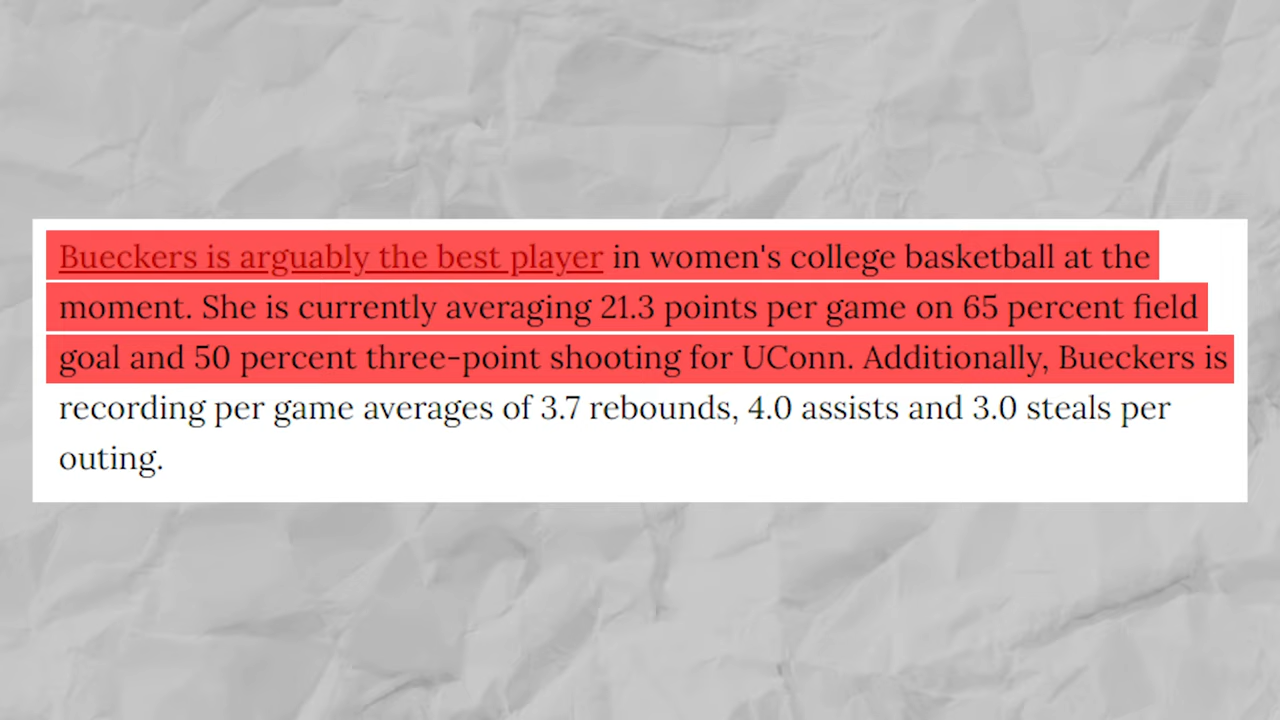 Bueckers is arguably the best player in women's college basketball at the
moment. She is currently averaging 21.3 points per game on 65 percent field
goal and 50 percent three-point shooting for UConn. Additionally, Bueckers is
recording per game averages of 3.7 rebounds, 4.0 assists and 3.0 steals per
outing.